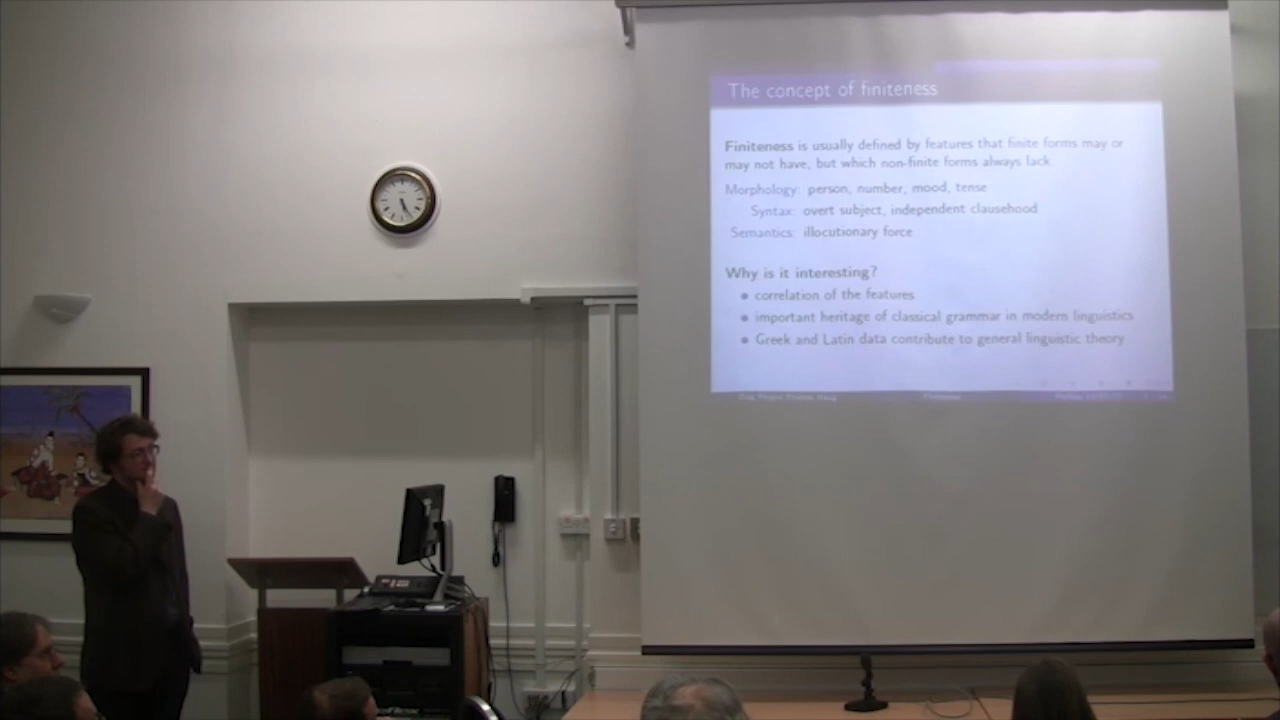 The concept of finiteness
Finiteness is usually defined by features that finite forms may or
may not have, but which non-finite forms always lack
Morphology: person, number, mood, tense
Syntax: overt subject, independent clausehood
Semantics: illocutionary force
Why is it interesting?
correlation of the features
important heritage of classical grammar in modern linguistics
Greek and Latin data contribute to general linguistic theory
Finiteness